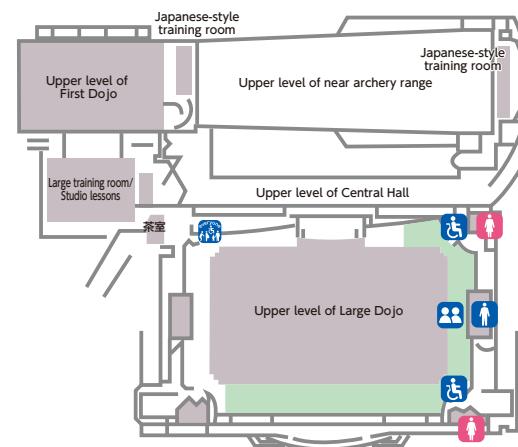 Japanese-style
training room
Upper level of
First Dojo
Upper level of near archery range
Japanese-style
training room
Large training room/
Studio lessons
Upper level of Central Hall
茶室
Upper level of Large Dojo